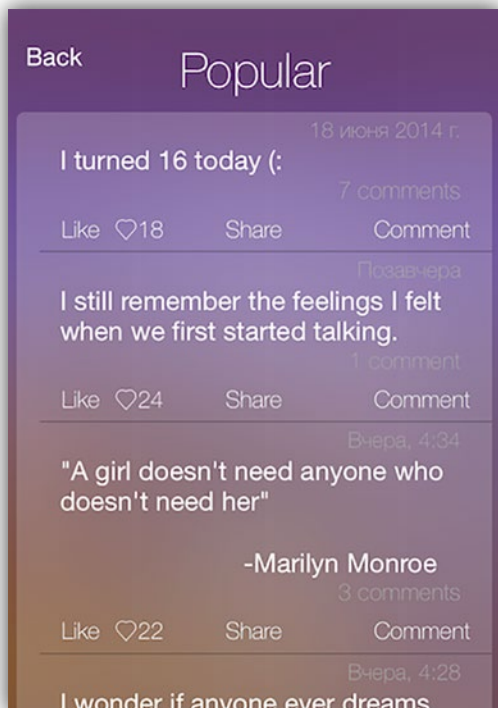 Back
Popular
18 июня 2014 г.
I turned 16 today (:
7 comments
Like ♡18 Share Comment
Позавчера
I still remember the feelings I felt
when we first started talking.
1 comment
Like ♡24 Share Comment
Вчера, 4:34
"A girl doesn't need anyone who
doesn't need her"
-Marilyn Monroe
3 comments
Like ♡22 Share Comment
Вчера, 4:28
I wonder if anyone ever dreams